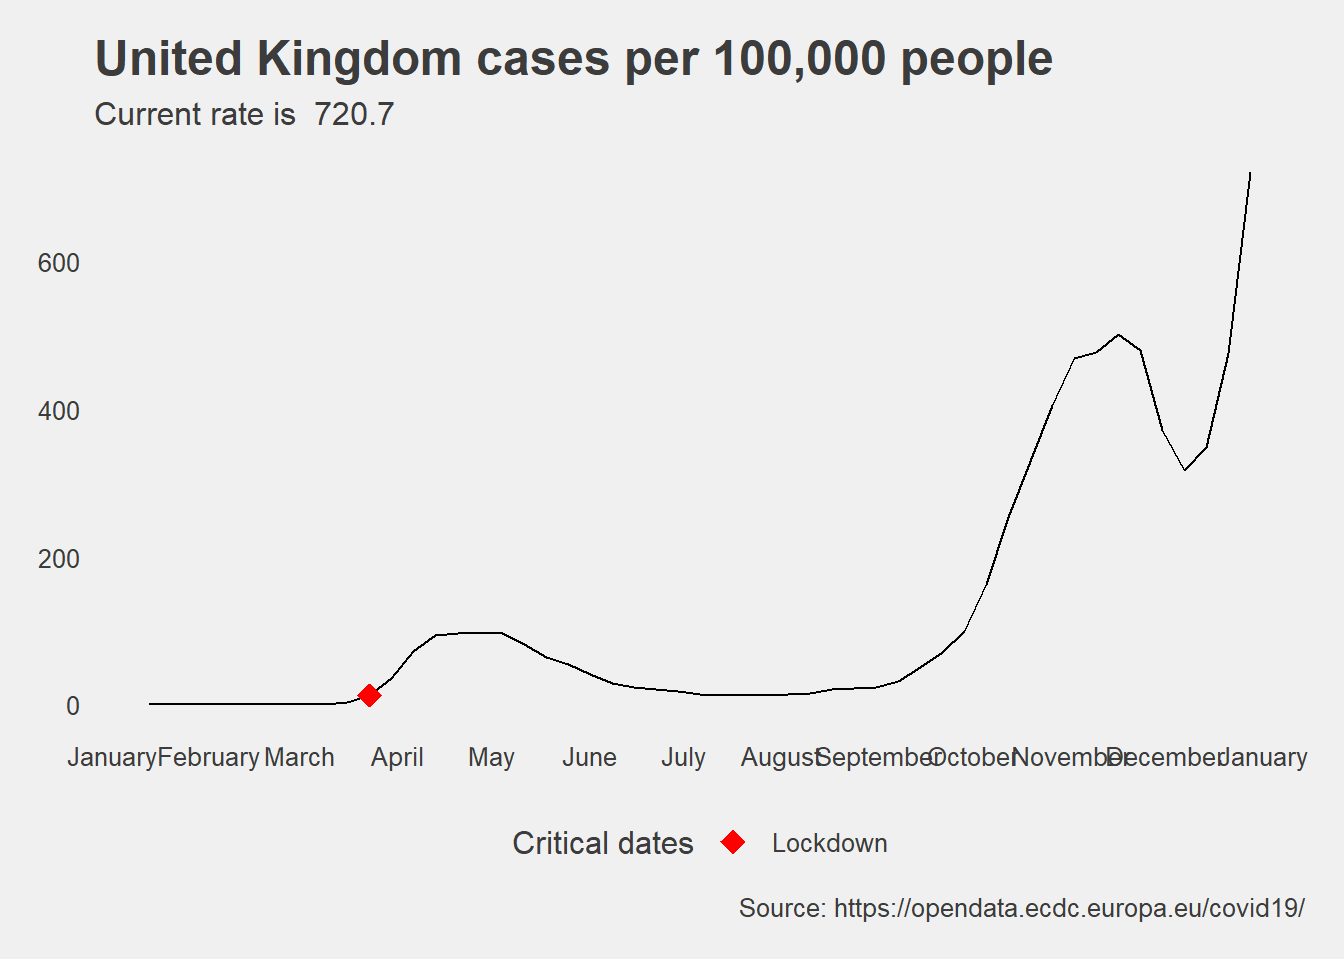 United Kingdom cases per 100,000 people
Current rate is  720.7
600
400
200
0
January February March April May June July August September October November December January
Critical dates Lockdown
Source: https://opendata.ecdc.europa.eu/covid19/